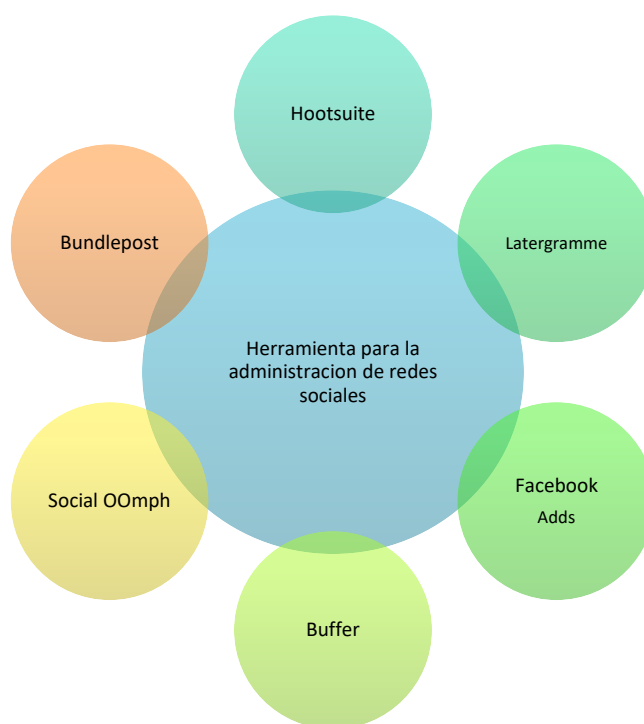 Hootsuite
Bundlepost
Latergramme
Herramienta para la
administracion de redes
sociales
Social OOmph
Facebook
Adds
Buffer